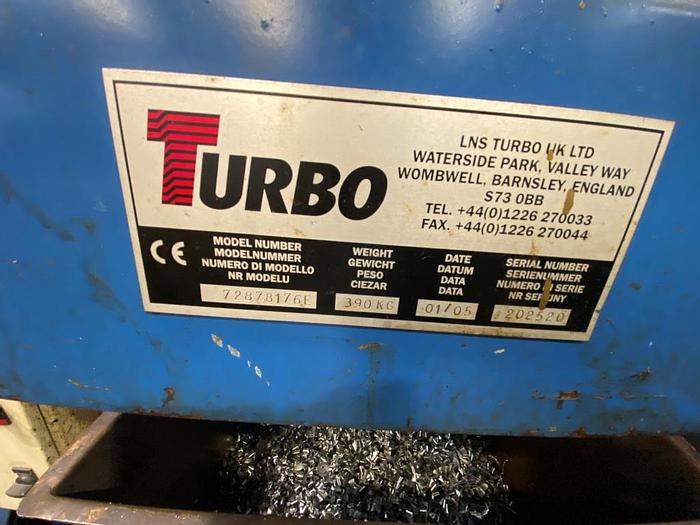 TURBO
LNS TURBO UK LTD
WATERSIDE PARK, VALLEY WAY
WOMBWELL, BARNSLEY, ENGLAND
S73 0BB
TEL. +44(0)1226 270033
FAX. +44(0)1226 270044
CE
MODEL NUMBER
MODELNUMMER
NUMERO DI MODELLO
NR MODELU
72878176E
WEIGHT
GEWICHT
PESO
CIEZAR
390KG
DATE
DATUM
DATA
DATA
01/05
SERIAL NUMBER
SERIENUMMER
NUMERO di SERIE
NR SERYJNY
202520